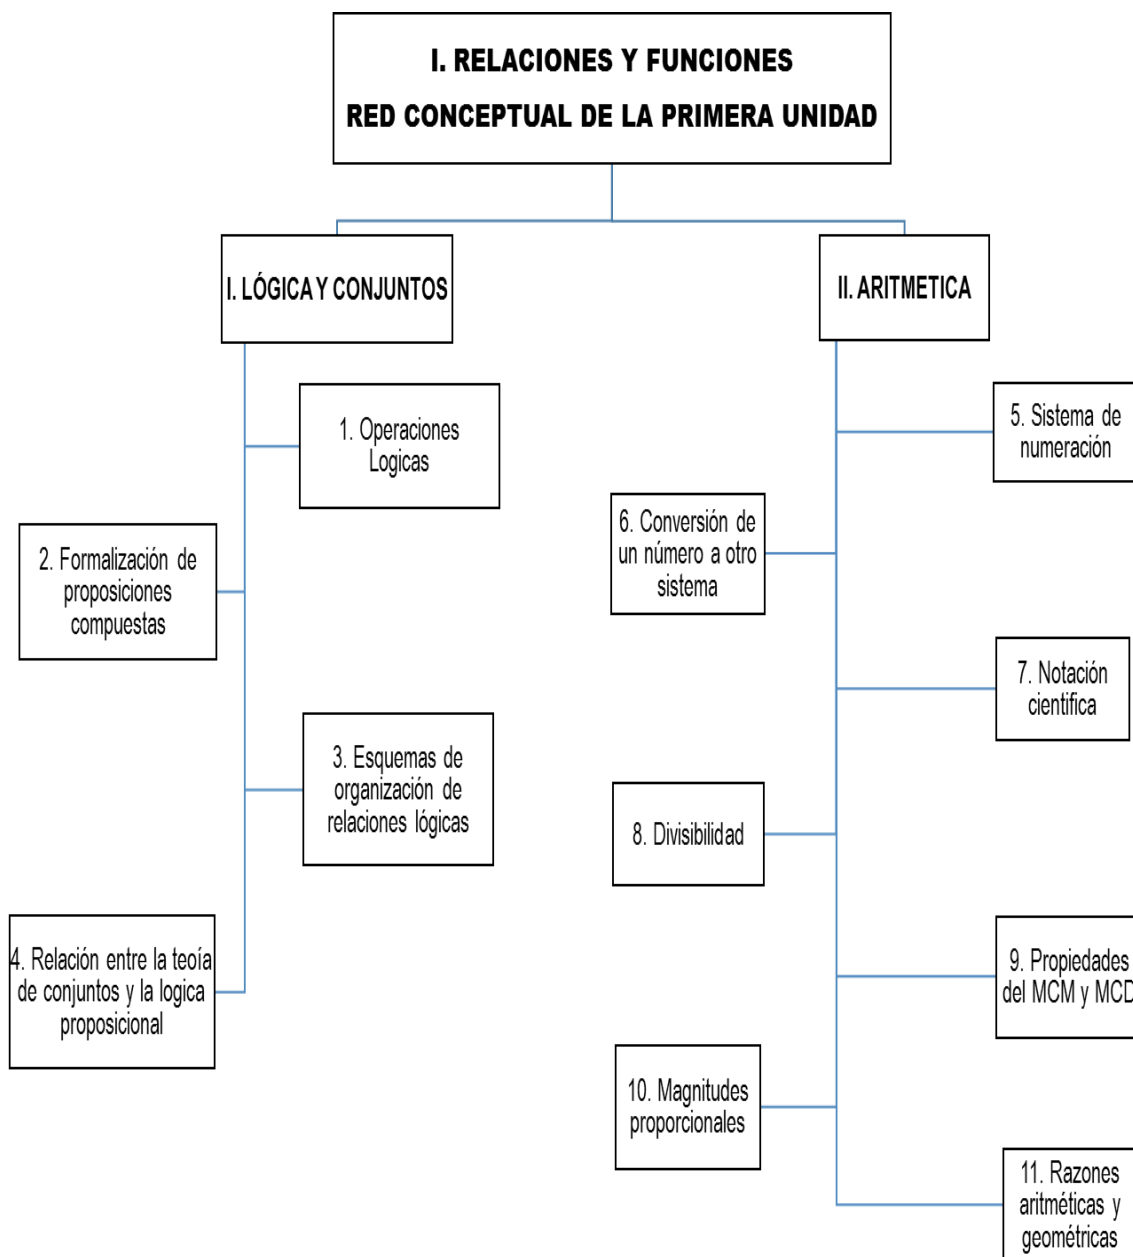 I. RELACIONES Y FUNCIONES
RED CONCEPTUAL DE LA PRIMERA UNIDAD
I. LÓGICA Y CONJUNTOS
1. Operaciones
Logicas
2. Formalización de
proposiciones
compuestas
3. Esquemas de
organización de
relaciones lógicas
4. Relación entre la teoía
de conjuntos y la logica
proposicional
II. ARITMETICA
5. Sistema de
numeración
6. Conversión de
un número a otro
sistema
7. Notación
cientifica
8. Divisibilidad
9. Propiedades
del MCM y MCD
10. Magnitudes
proporcionales
11. Razones
aritméticas y
geométricas